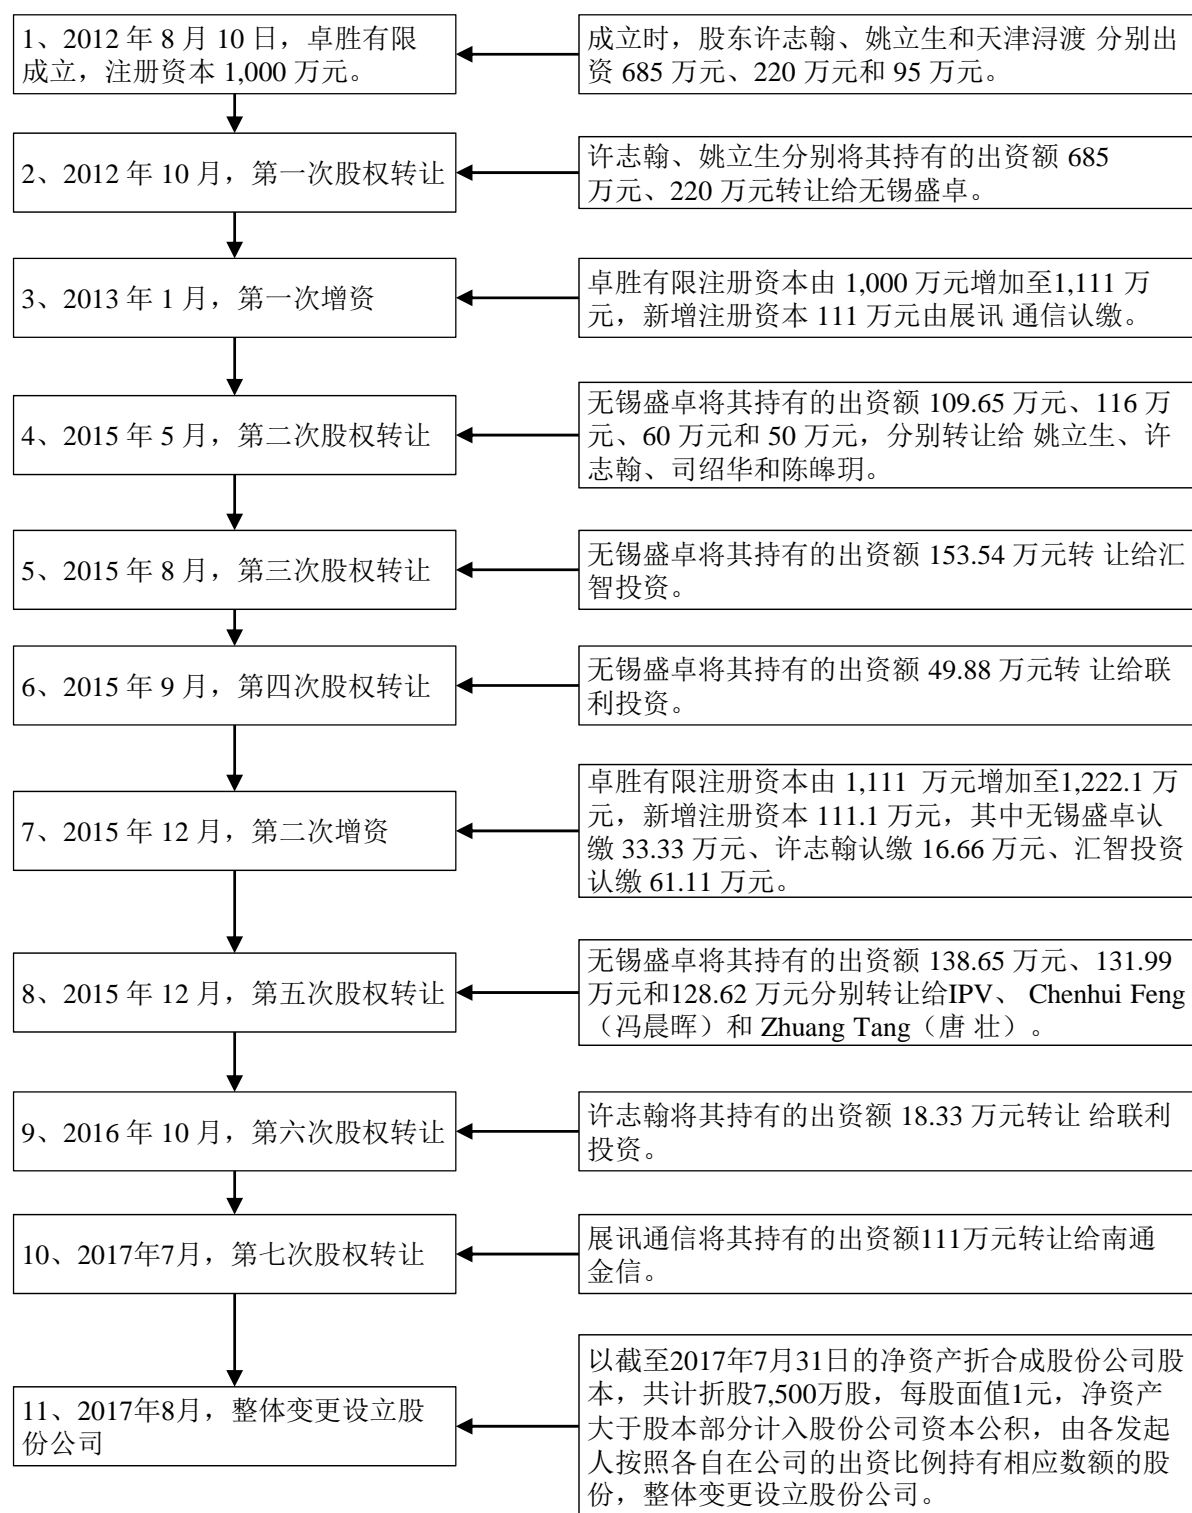 1、2012 年 8 月 10 日，卓胜有限
成立，注册资本 1,000 万元。
成立时，股东许志翰、姚立生和天津浔渡 分别出
资 685 万元、220 万元和 95 万元。
2、2012 年 10 月，第一次股权转让
许志翰、姚立生分别将其持有的出资额 685
万元、220 万元转让给无锡盛卓。
3、2013 年 1 月，第一次增资
卓胜有限注册资本由 1,000 万元增加至1,111 万
元，新增注册资本 111 万元由展讯 通信认缴。
4、2015 年 5 月，第二次股权转让
无锡盛卓将其持有的出资额 109.65 万元、116 万
元、60 万元和 50 万元，分别转让给 姚立生、许
志翰、司绍华和陈皞玥。
5、2015 年 8 月，第三次股权转让
无锡盛卓将其持有的出资额 153.54 万元转 让给汇
智投资。
6、2015 年 9 月，第四次股权转让
无锡盛卓将其持有的出资额 49.88 万元转 让给联
利投资。
7、2015 年 12 月，第二次增资
卓胜有限注册资本由 1,111 万元增加至1,222.1 万
元，新增注册资本 111.1 万元，其中无锡盛卓认
缴 33.33 万元、许志翰认缴 16.66 万元、汇智投资
认缴 61.11 万元。
8、2015 年 12 月，第五次股权转让
无锡盛卓将其持有的出资额 138.65 万元、131.99
万元和128.62 万元分别转让给IPV、 Chenhui Feng
（冯晨晖）和 Zhuang Tang（唐 壮）。
9、2016 年 10 月，第六次股权转让
许志翰将其持有的出资额 18.33 万元转让 给联利
投资。
10、2017年7月，第七次股权转让
展讯通信将其持有的出资额111万元转让给南通
金信。
11、2017年8月，整体变更设立股
份公司
以截至2017年7月31日的净资产折合成股份公司股
本，共计折股7,500万股，每股面值1元，净资产
大于股本部分计入股份公司资本公积，由各发起
人按照各自在公司的出资比例持有相应数额的股
份，整体变更设立股份公司。